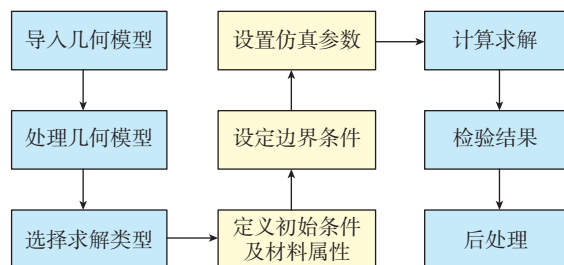 导入几何模型
处理几何模型
选择求解类型
定义初始条件
及材料属性
设定边界条件
设置仿真参数
计算求解
检验结果
后处理